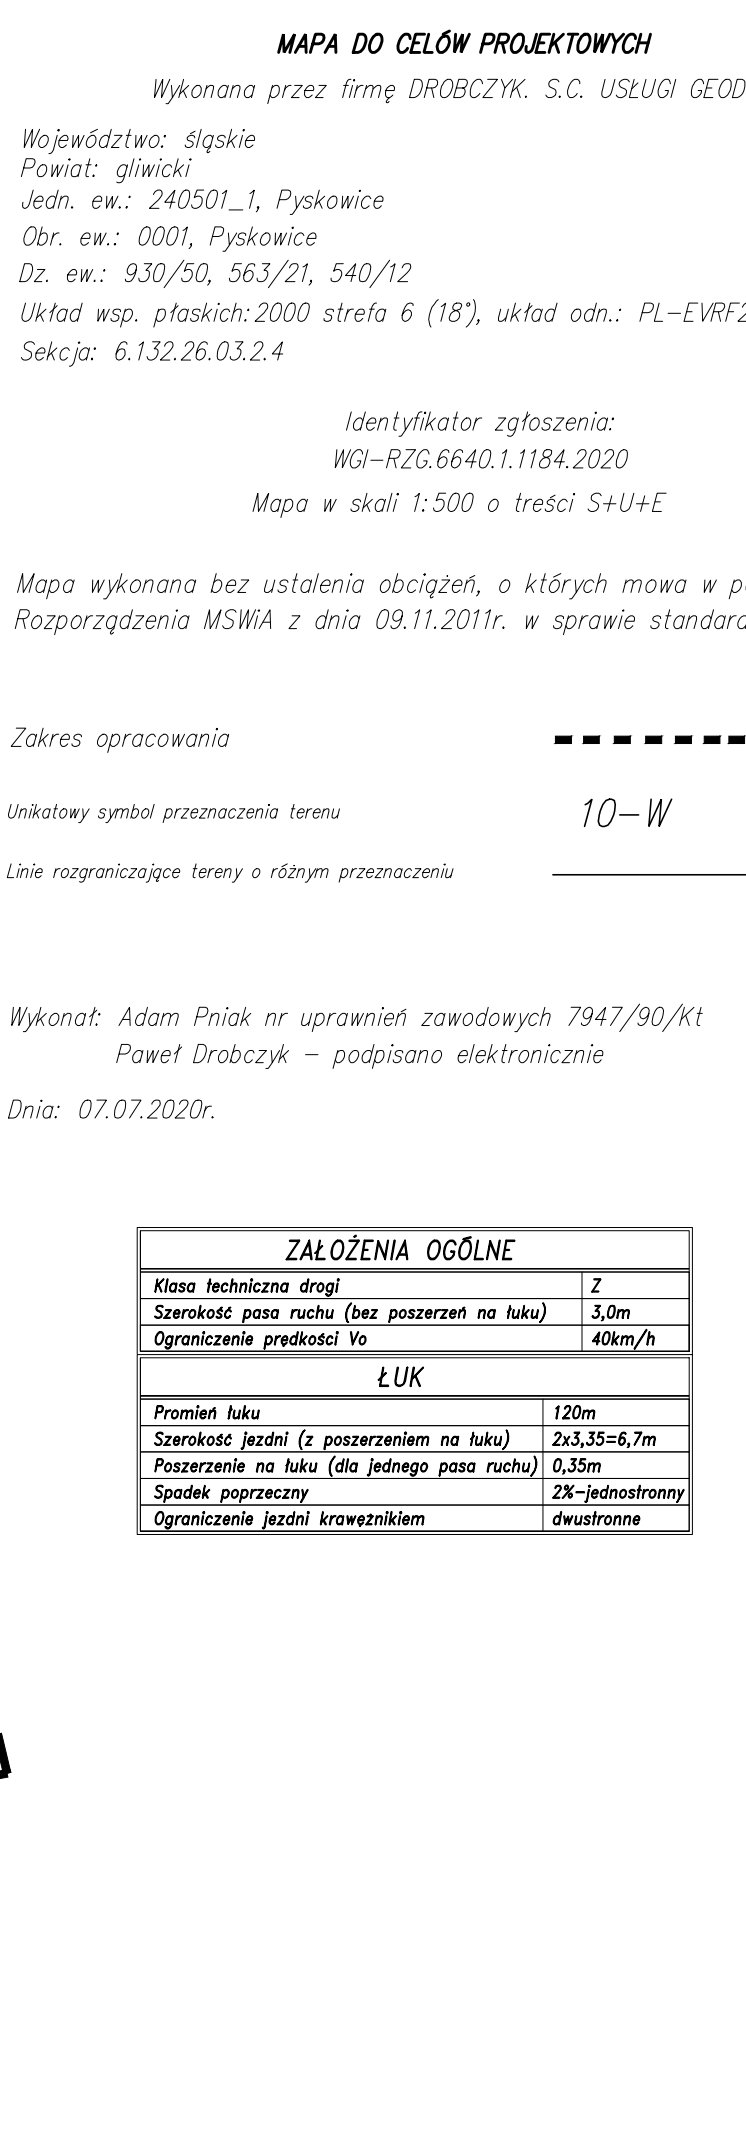 MAPA DO CELÓW PROJEKTOWYCH
Wykonana przez firmę DROBCZYK. S.C. USŁUGI GEOD
Województwo: śląskie
Powiat: gliwicki
Jedn. ew.: 240501_1, Pyskowice
Obr. ew.: 0001, Pyskowice
Dz. ew.: 930/50, 563/21, 540/12
Układ wsp. płaskich: 2000 strefa 6 (18°), układ odn.: PL-EVRF2
Sekcja: 6.132.26.03.2.4
Identyfikator zgłoszenia:
WGI-RZG.6640.1.1184.2020
Mapa w skali 1:500 o treści S+U+E
Mapa wykonana bez ustalenia obciążeń, o których mowa w p
Rozporządzenia MSWiA z dnia 09.11.2011r. w sprawie standard
Zakres opracowania
Unikatowy symbol przeznaczenia terenu 10-W
Linie rozgraniczające tereny o różnym przeznaczeniu
Wykonał: Adam Pniak nr uprawnień zawodowych 7947/90/Kt
Paweł Drobczyk - podpisano elektronicznie
Dnia: 07.07.2020r.
ZAŁOŻENIA OGÓLNE
Klasa techniczna drogi Z
Szerokość pasa ruchu (bez poszerzeń na łuku) 3,0m
Ograniczenie prędkości Vo 40km/h
ŁUK
Promień łuku 120m
Szerokość jezdni (z poszerzeniem na łuku) 2x3,35=6,7m
Poszerzenie na łuku (dla jednego pasa ruchu) 0,35m
Spadek poprzeczny 2%-jednostronny
Ograniczenie jezdni krawężnikiem dwustronne